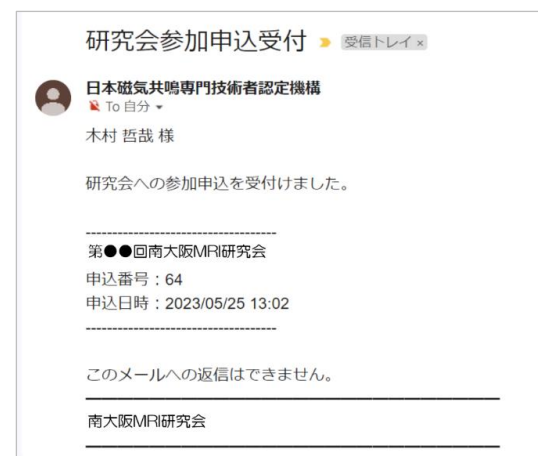 研究会参加申込受付 受信トレイ ×
日本磁気共鳴専門技術者認定機構
To 自分
木村 哲哉 様
研究会への参加申込を受付けました。
------------------------------------
第●●回南大阪MRI研究会
申込番号：64
申込日時：2023/05/25 13:02
------------------------------------
このメールへの返信はできません。
南大阪MRI研究会